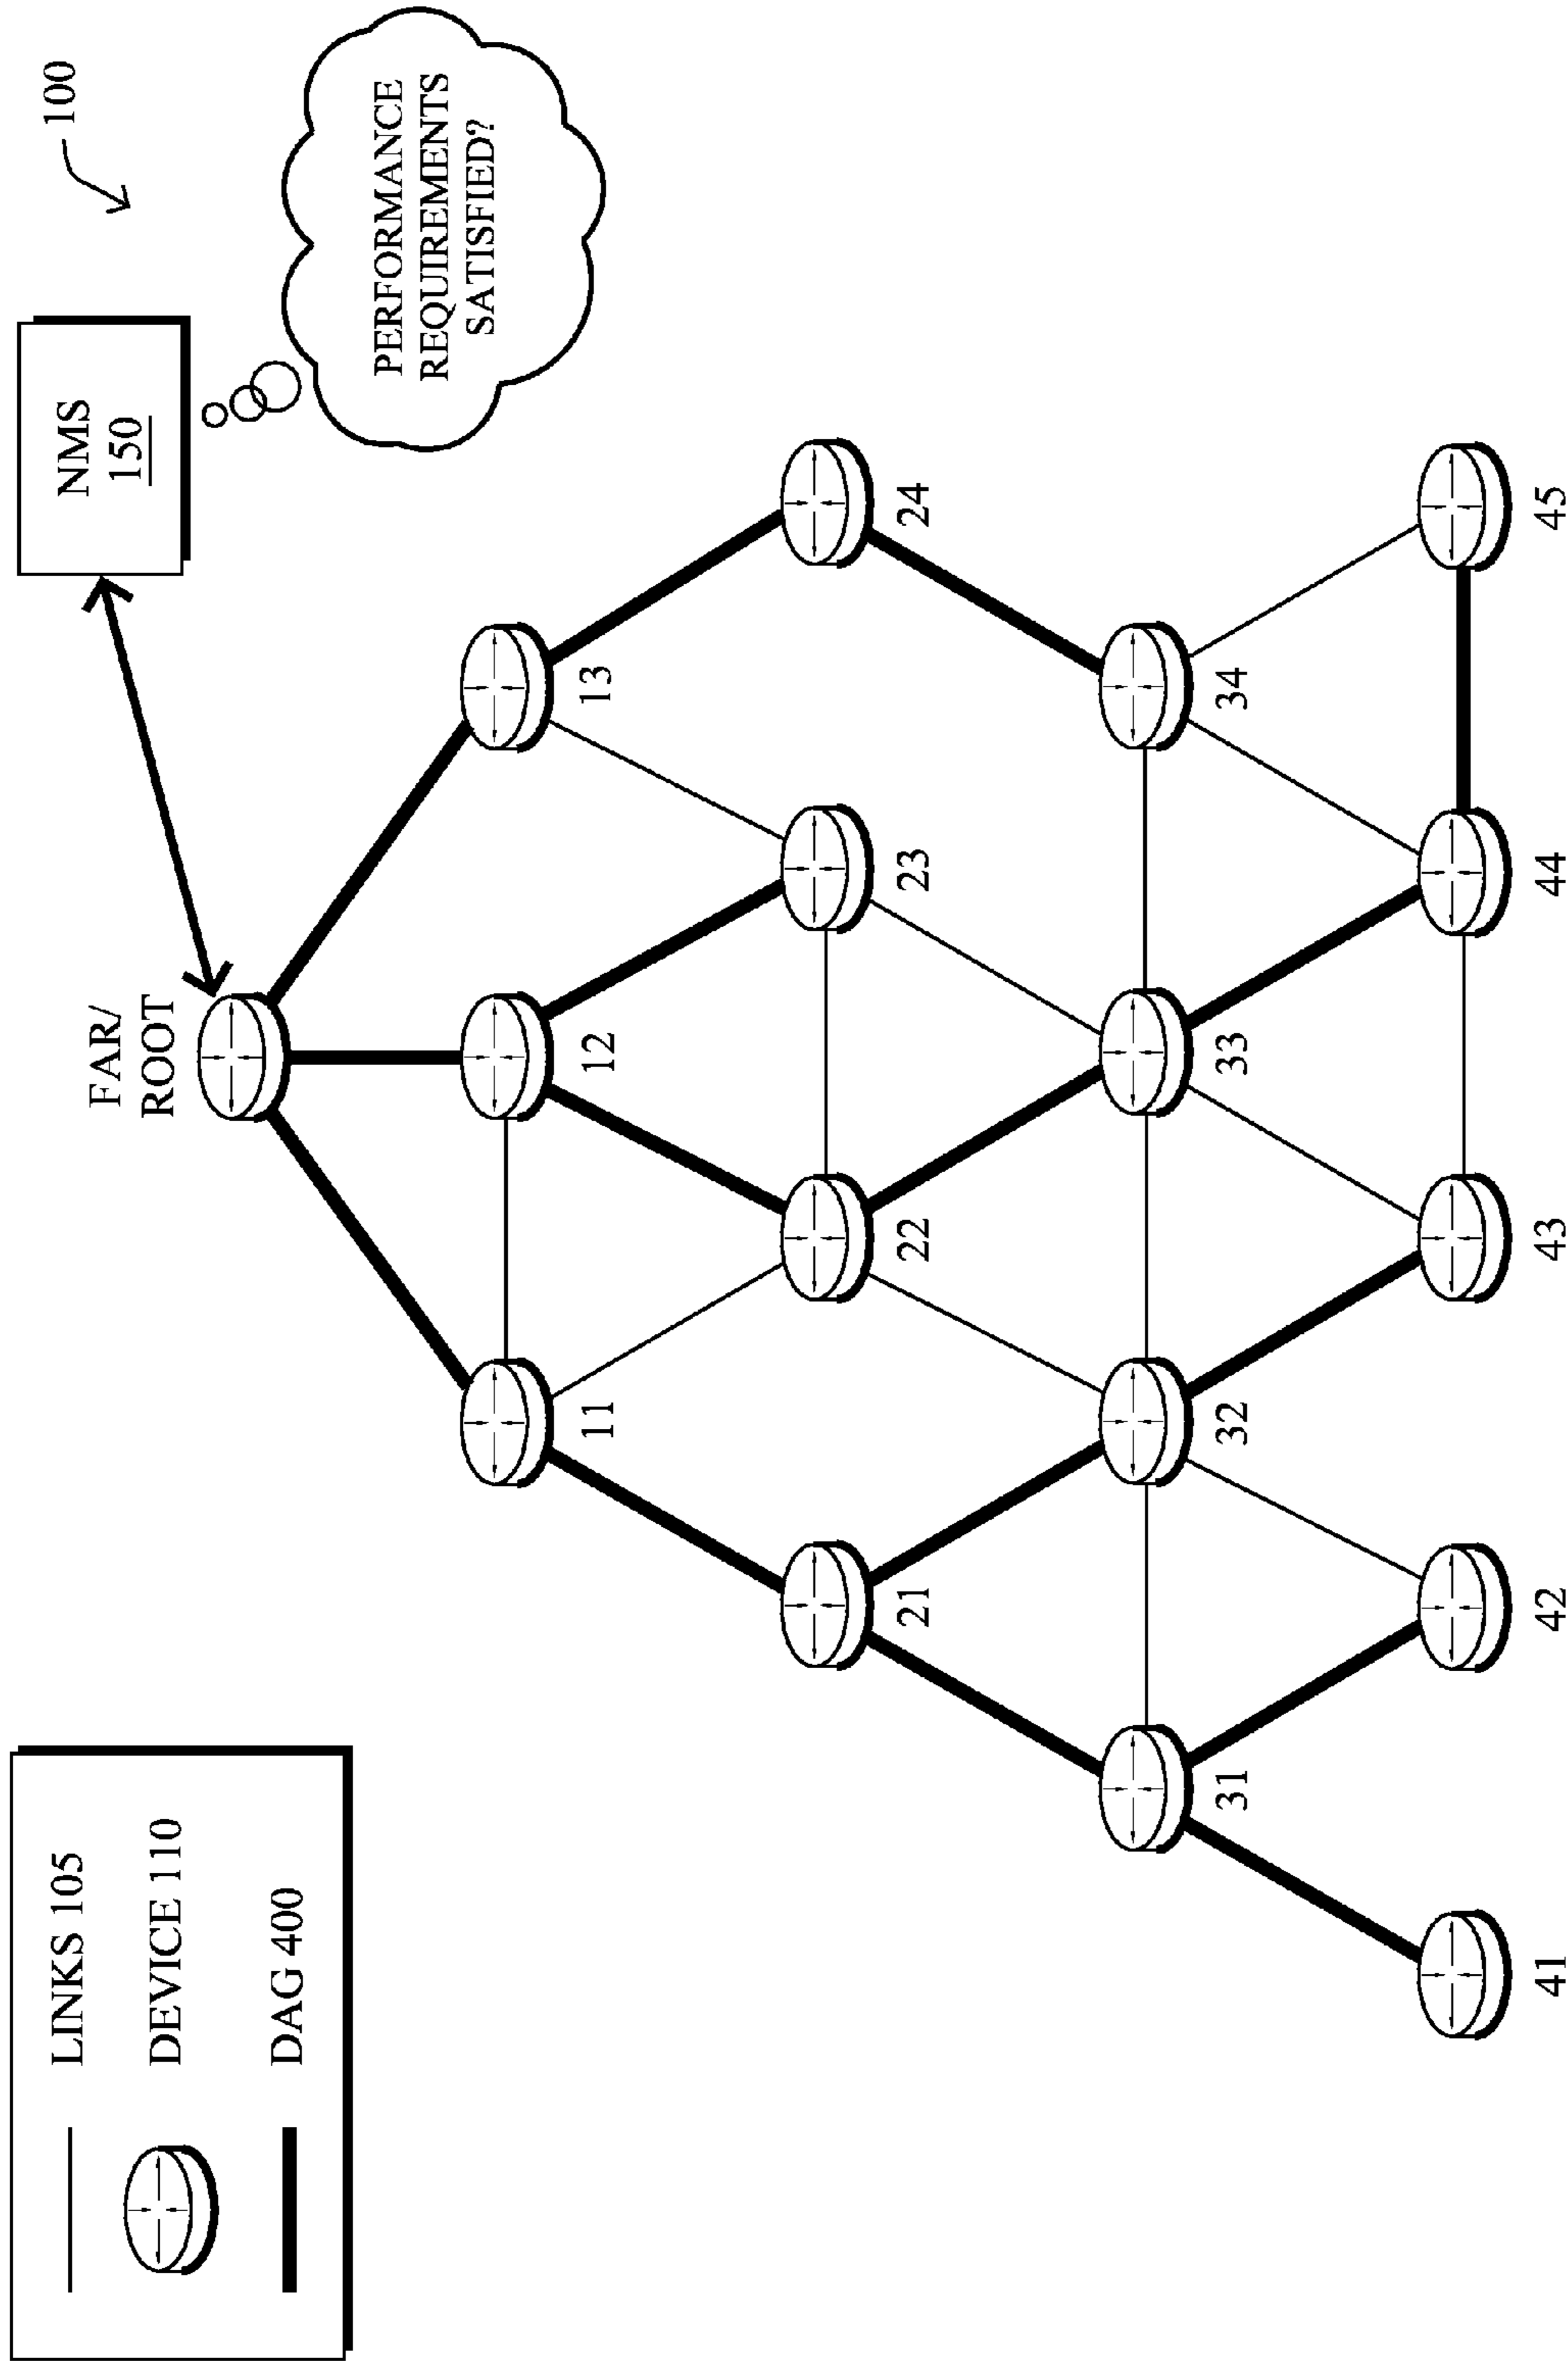 LINKS 105
DEVICE 110
DAG 400
NMS
150
100
FAR/
ROOT
PERFORMANCE
REQUIREMENTS
SATISFIED?
11
12
13
21
22
23
24
31
32
33
34
41
42
43
44
45